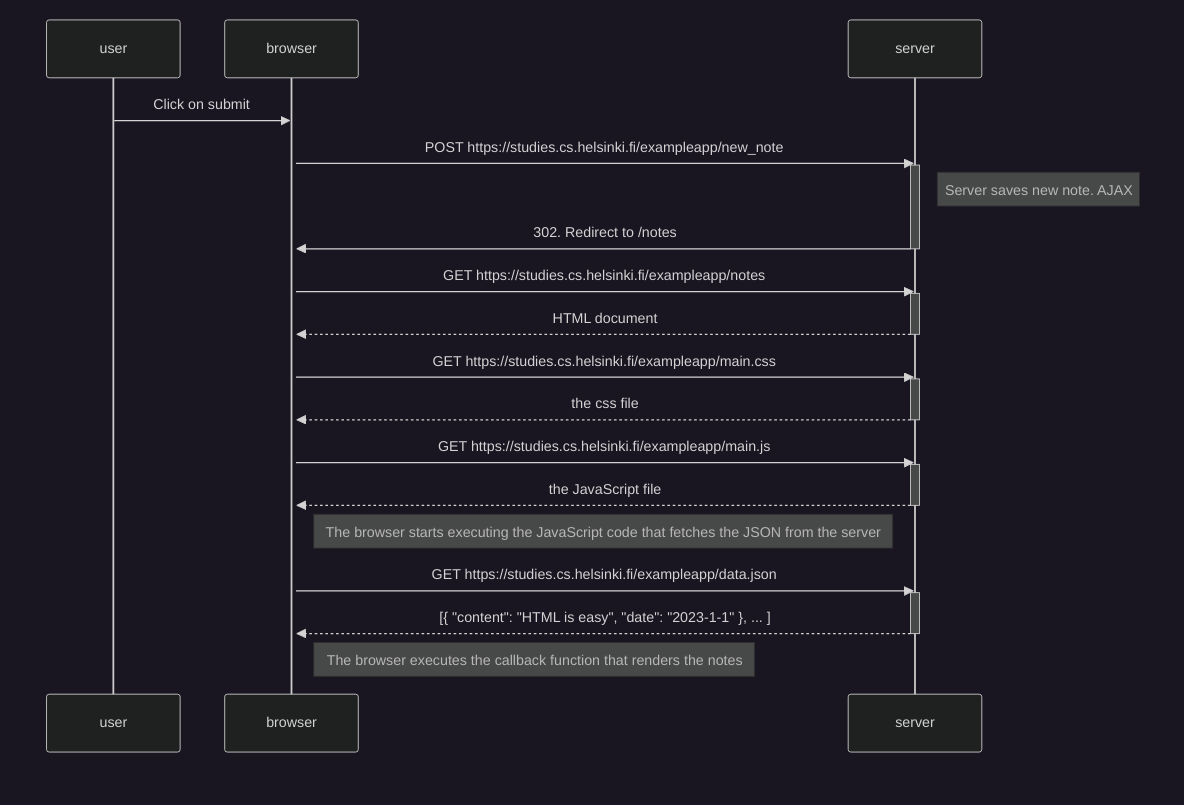 user
browser
server
Click on submit
POST https://studies.cs.helsinki.fi/exampleapp/new_note
Server saves new note. AJAX
302. Redirect to /notes
GET https://studies.cs.helsinki.fi/exampleapp/notes
HTML document
GET https://studies.cs.helsinki.fi/exampleapp/main.css
the css file
GET https://studies.cs.helsinki.fi/exampleapp/main.js
the JavaScript file
The browser starts executing the JavaScript code that fetches the JSON from the server
GET https://studies.cs.helsinki.fi/exampleapp/data.json
[{ "content": "HTML is easy", "date": "2023-1-1" }, ... ]
The browser executes the callback function that renders the notes
user
browser
server